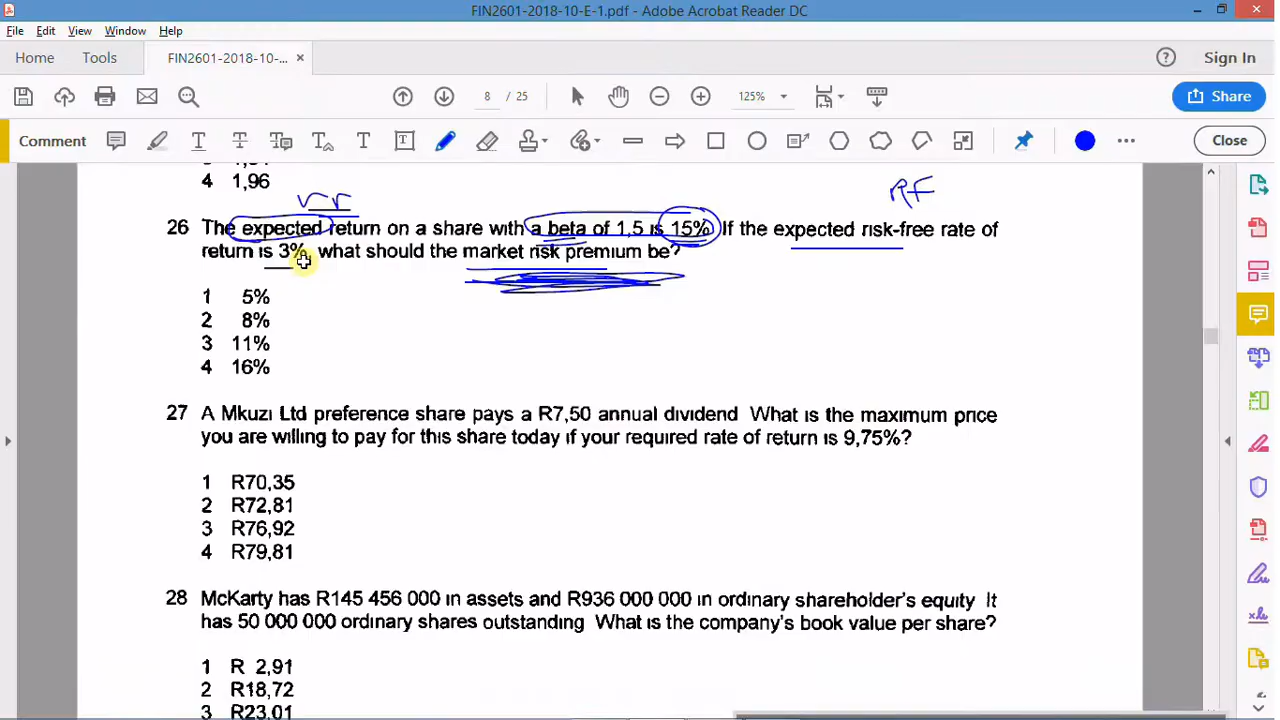 FIN2601-2018-10-E-1.pdf - Adobe Acrobat Reader DC
File Edit View Window Help
Home Tools FIN2601-2018-10-... × Sign In
8 / 25 125% Share
Comment Close
4 1,96
rr
RF
26 The expected return on a share with a beta of 1,5 is 15% If the expected risk-free rate of
return is 3%, what should the market risk premium be?
1 5%
2 8%
3 11%
4 16%
27 A Mkuzi Ltd preference share pays a R7,50 annual dividend What is the maximum price
you are willing to pay for this share today if your required rate of return is 9,75%?
1 R70,35
2 R72,81
3 R76,92
4 R79,81
28 McKarty has R145 456 000 in assets and R936 000 000 in ordinary shareholder's equity It
has 50 000 000 ordinary shares outstanding What is the company's book value per share?
1 R 2,91
2 R18,72
3 R23,01